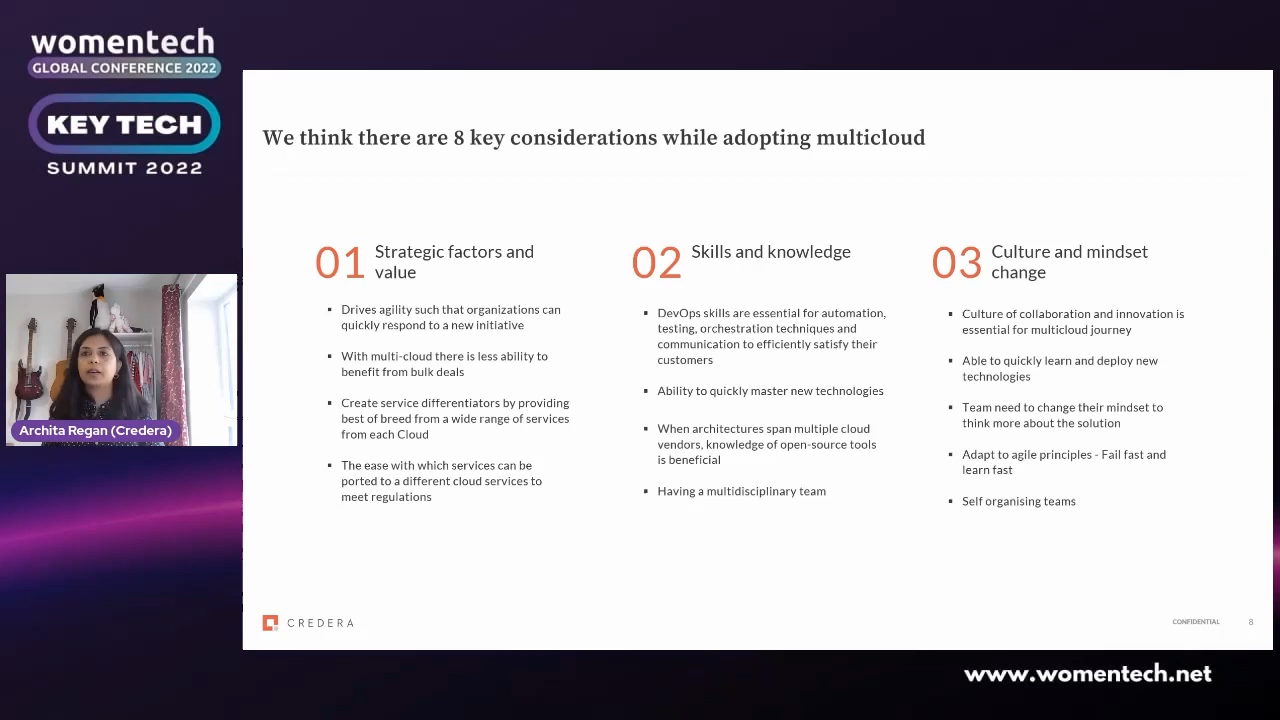 womentech
GLOBAL CONFERENCE 2022
KEY TECH
SUMMIT 2022
We think there are 8 key considerations while adopting multicloud
01 Strategic factors and
value
▪ Drives agility such that organizations can
quickly respond to a new initiative
▪ With multi-cloud there is less ability to
benefit from bulk deals
▪ Create service differentiators by providing
best of breed from a wide range of services
from each Cloud
▪ The ease with which services can be
ported to a different cloud services to
meet regulations
02 Skills and knowledge
▪ DevOps skills are essential for automation,
testing, orchestration techniques and
communication to efficiently satisfy their
customers
▪ Ability to quickly master new technologies
▪ When architectures span multiple cloud
vendors, knowledge of open-source tools
is beneficial
▪ Having a multidisciplinary team
03 Culture and mindset
change
▪ Culture of collaboration and innovation is
essential for multicloud journey
▪ Able to quickly learn and deploy new
technologies
▪ Team need to change their mindset to
think more about the solution
▪ Adapt to agile principles - Fail fast and
learn fast
▪ Self organising teams
Archita Regan (Credera)
CREDERA
CONFIDENTIAL 8
www.womentech.net